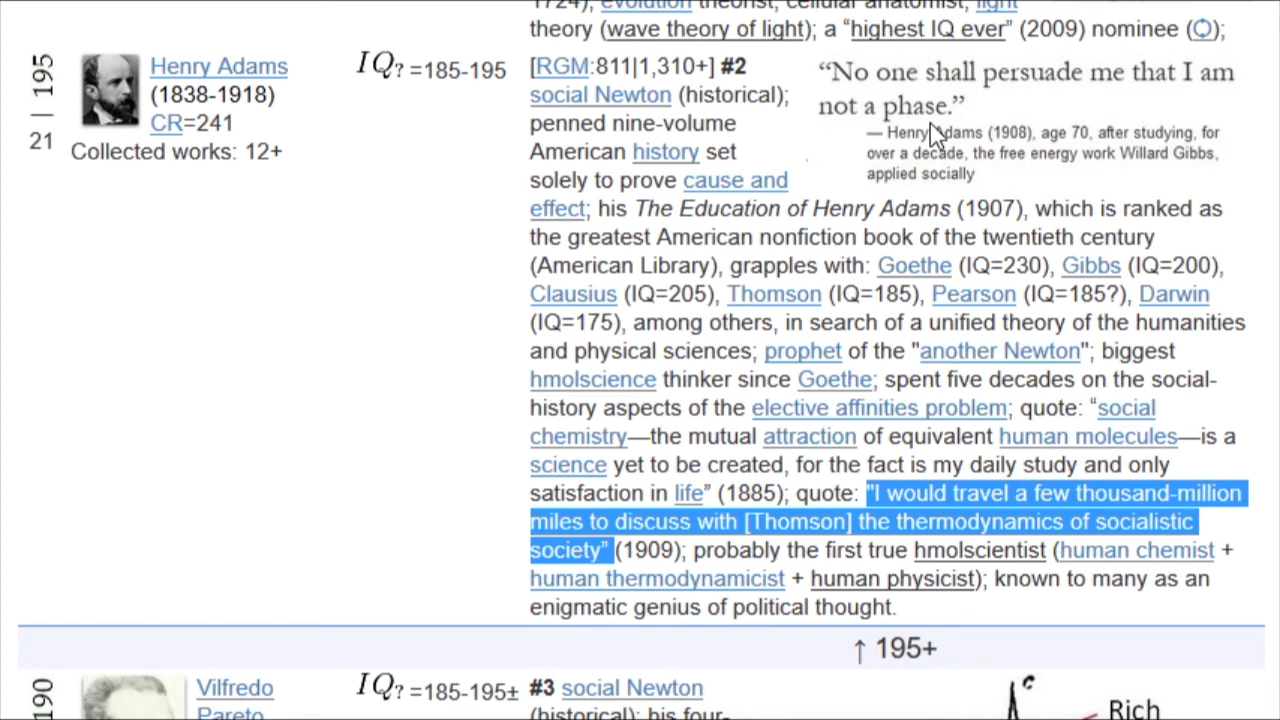 1724), evolution theorist, cellular anatomist, light
theory (wave theory of light); a “highest IQ ever” (2009) nominee ();
21 | 195
Henry Adams
(1838-1918)
CR=241
Collected works: 12+
IQ? =185-195
[RGM:811|1,310+] #2
social Newton (historical);
penned nine-volume
American history set
solely to prove cause and
“No one shall persuade me that I am
not a phase.”
— Henry Adams (1908), age 70, after studying, for
over a decade, the free energy work Willard Gibbs,
applied socially
effect; his The Education of Henry Adams (1907), which is ranked as
the greatest American nonfiction book of the twentieth century
(American Library), grapples with: Goethe (IQ=230), Gibbs (IQ=200),
Clausius (IQ=205), Thomson (IQ=185), Pearson (IQ=185?), Darwin
(IQ=175), among others, in search of a unified theory of the humanities
and physical sciences; prophet of the "another Newton"; biggest
hmolscience thinker since Goethe; spent five decades on the social-
history aspects of the elective affinities problem; quote: “social
chemistry—the mutual attraction of equivalent human molecules—is a
science yet to be created, for the fact is my daily study and only
satisfaction in life” (1885); quote: "I would travel a few thousand-million
miles to discuss with [Thomson] the thermodynamics of socialistic
society” (1909); probably the first true hmolscientist (human chemist +
human thermodynamicist + human physicist); known to many as an
enigmatic genius of political thought.
↑ 195+
190
Vilfredo
Pareto
IQ? =185-195±
#3 social Newton
(historical); his four-
c
Rich